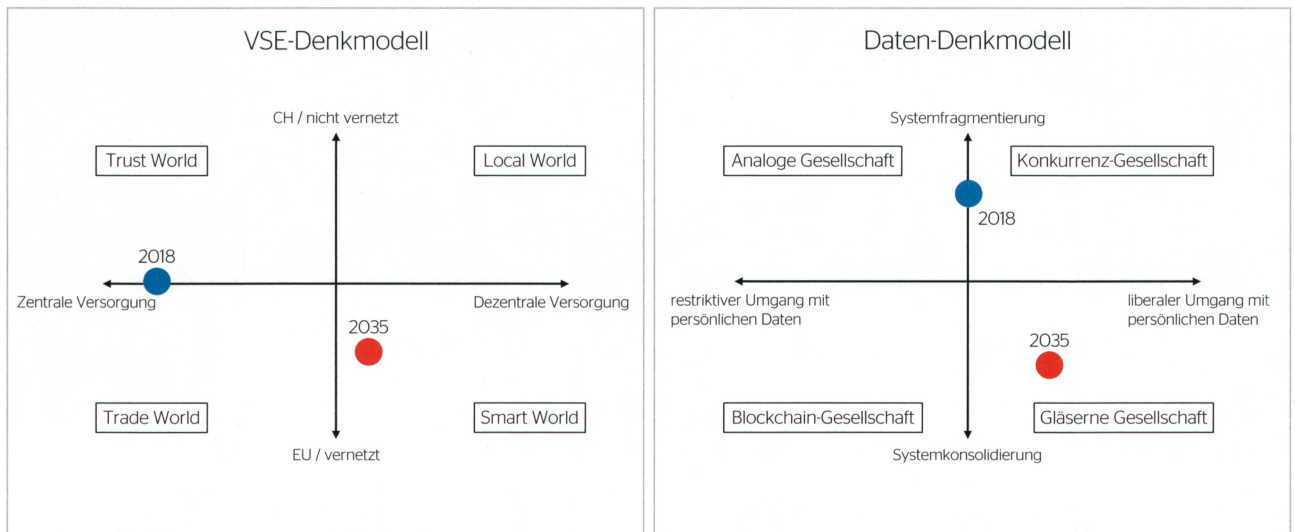 VSE-Denkmodell
CH / nicht vernetzt
Trust World
Local World
2018
Zentrale Versorgung
Dezentrale Versorgung
2035
Trade World
Smart World
EU / vernetzt
Daten-Denkmodell
Systemfragmentierung
Analoge Gesellschaft
Konkurrenz-Gesellschaft
2018
restriktiver Umgang mit
persönlichen Daten
liberaler Umgang mit
persönlichen Daten
2035
Blockchain-Gesellschaft
Gläserne Gesellschaft
Systemkonsolidierung